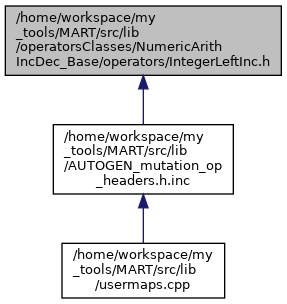 /home/workspace/my
_tools/MART/src/lib
/operatorsClasses/NumericArith
IncDec_Base/operators/IntegerLeftInc.h
/home/workspace/my
_tools/MART/src/lib
/AUTOGEN_mutation_op
_headers.h.inc
/home/workspace/my
_tools/MART/src/lib
/usermaps.cpp